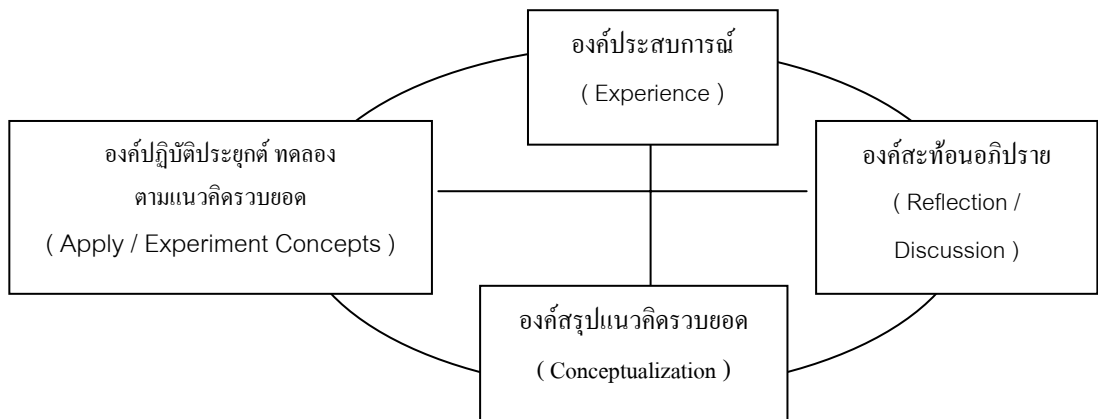 องค์ประสบการณ์
( Experience )
องค์ปฏิบัติประยุกต์ ทดลอง
ตามแนวคิดรวบยอด
( Apply / Experiment Concepts )
องค์สะท้อนอภิปราย
( Reflection /
Discussion )
องค์สรุปแนวคิดรวบยอด
( Conceptualization )